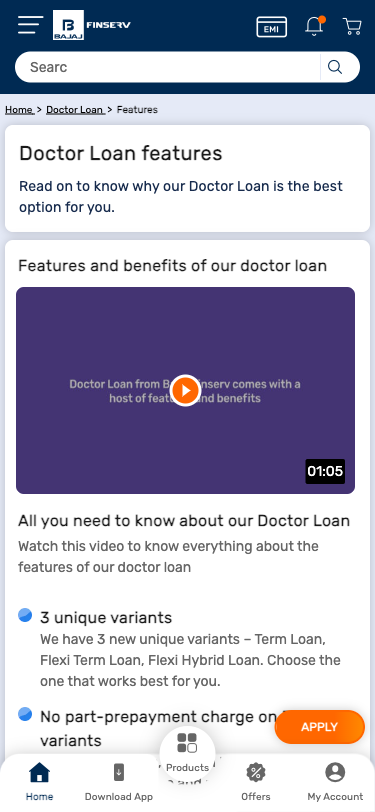 BAJAJ FINSERV
EMI
Searc
Home > Doctor Loan > Features
Doctor Loan features
Read on to know why our Doctor Loan is the best
option for you.
Features and benefits of our doctor loan
Doctor Loan from B inserv comes with a
host of featu nd benefits
01:05
All you need to know about our Doctor Loan
Watch this video to know everything about the
features of our doctor loan
3 unique variants
We have 3 new unique variants – Term Loan,
Flexi Term Loan, Flexi Hybrid Loan. Choose the
one that works best for you.
No part-prepayment charge on
variants
APPLY
Home
Download App
Products
Offers
My Account